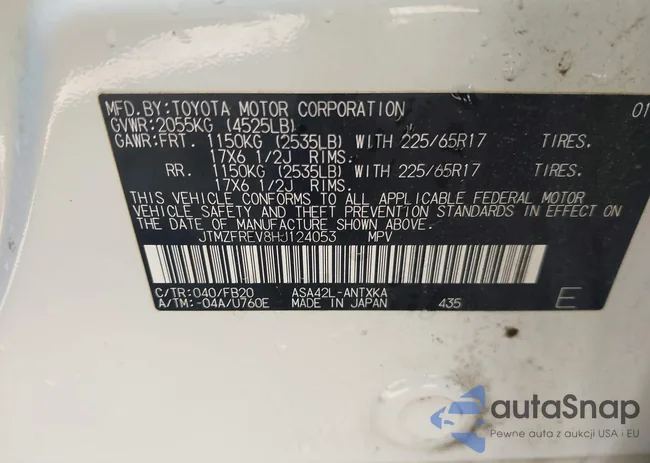 MFD.BY:TOYOTA MOTOR CORPORATION 01
GVWR:2055KG (4525LB)
GAWR:FRT. 1150KG (2535LB) WITH 225/65R17 TIRES.
17X6 1/2J RIMS.
RR. 1150KG (2535LB) WITH 225/65R17 TIRES.
17X6 1/2J RIMS.
THIS VEHICLE CONFORMS TO ALL APPLICABLE FEDERAL MOTOR
VEHICLE SAFETY AND THEFT PREVENTION STANDARDS IN EFFECT ON
THE DATE OF MANUFACTURE SHOWN ABOVE.
JTMZFREV8HJ124053 MPV
C/TR:040/FB20 ASA42L-ANTXKA
A/TM:-04A/U760E MADE IN JAPAN 435 E
autaSnap
Pewne auta z aukcji USA i EU